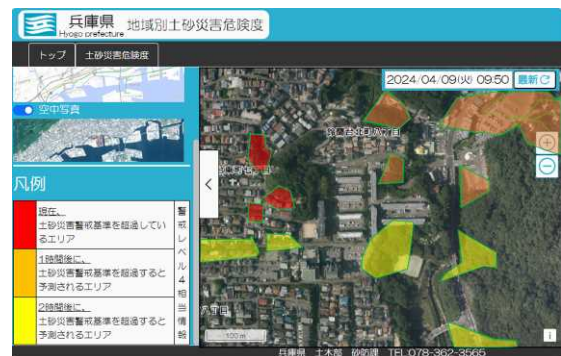 兵庫県 地域別土砂災害危険度
Hyogo prefecture
トップ 土砂災害危険度
2024/04/09(火) 09:50 最新
空中写真
凡例
現在、
土砂災害警戒基準を超過してい
るエリア
1時間後に、
土砂災害警戒基準を超過すると
予測されるエリア
2時間後に、
土砂災害警戒基準を超過すると
予測されるエリア
警戒レベル4相当情報
八丁目
100 m
兵庫県 土木部 砂防課 TEL:078-362-3565